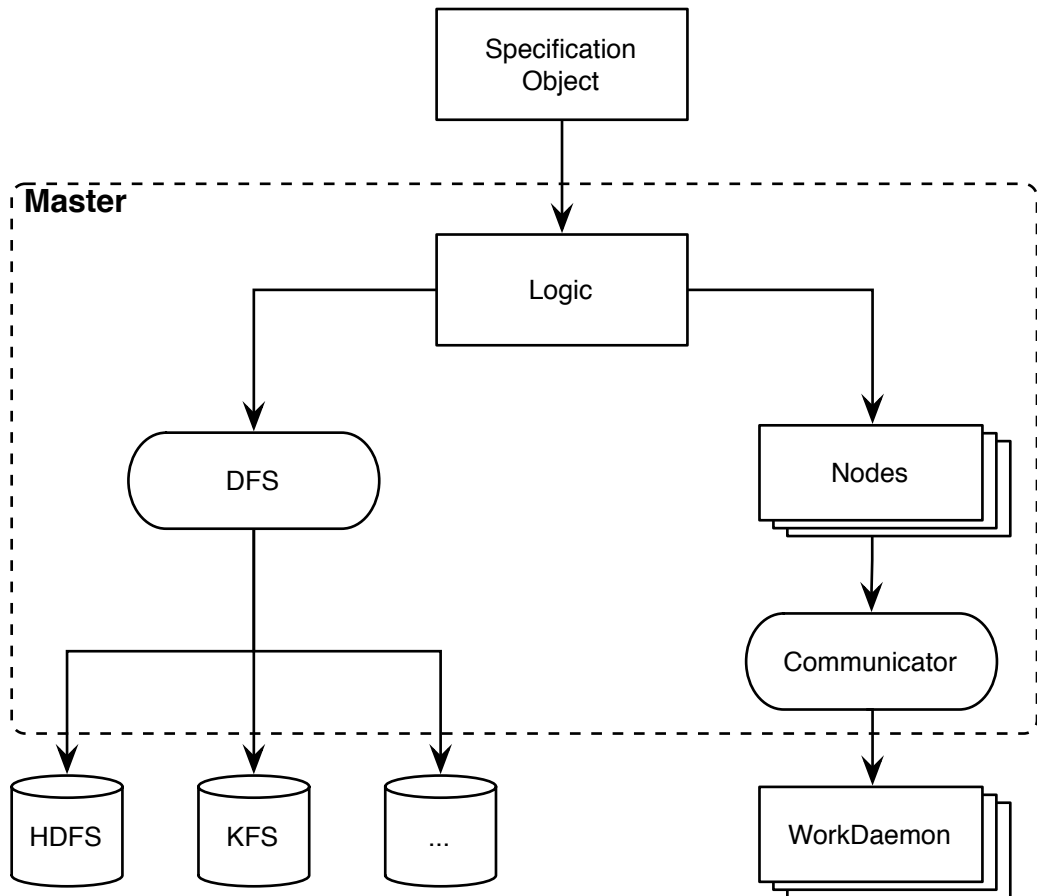 Specification
Object
Master
Logic
DFS
Nodes
Communicator
HDFS
KFS
...
WorkDaemon